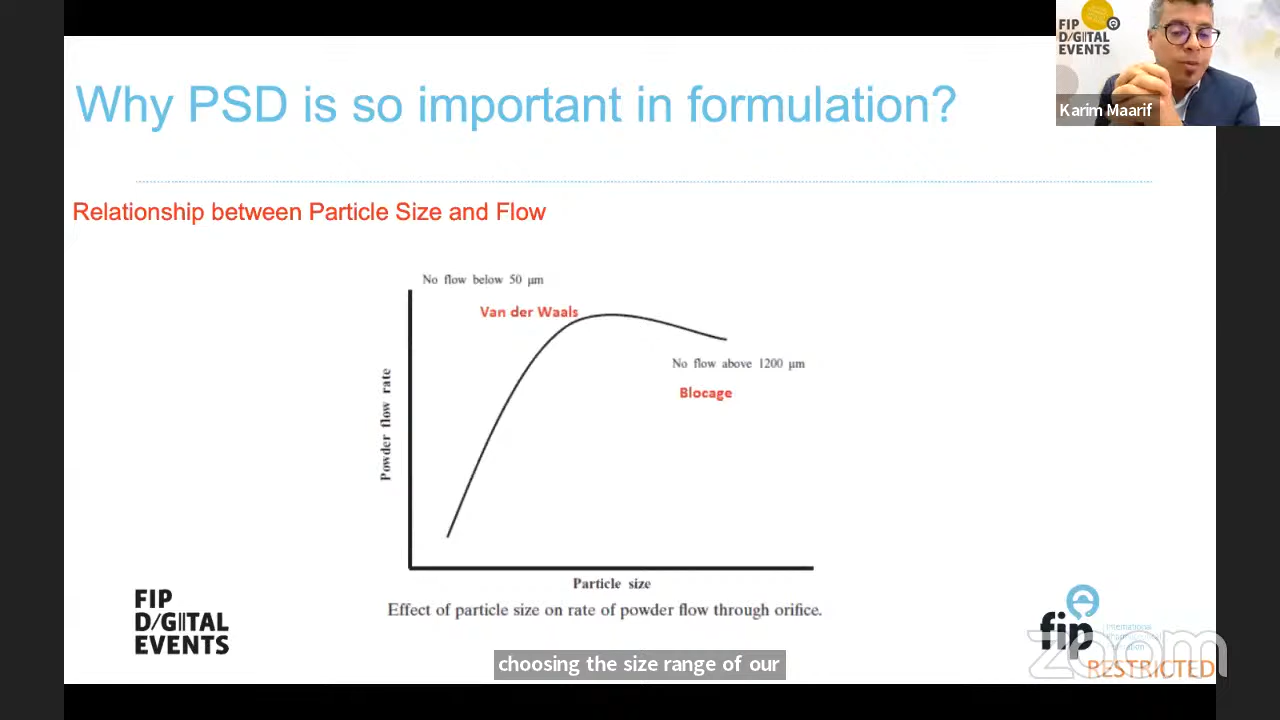 Why PSD is so important in formulation?
FIP
D/GITAL
EVENTS
Karim Maarif
Relationship between Particle Size and Flow
No flow below 50 μm
Van der Waals
No flow above 1200 μm
Blocage
Powder flow rate
Particle size
Effect of particle size on rate of powder flow through orifice.
FIP
D/GITAL
EVENTS
fip
International
zoom
RESTRICTED
choosing the size range of our